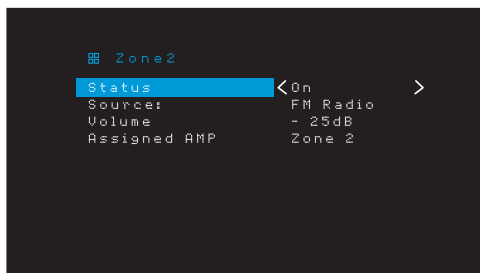 Zone2
Status < On >
Source: FM Radio
Volume - 25dB
Assigned AMP Zone 2